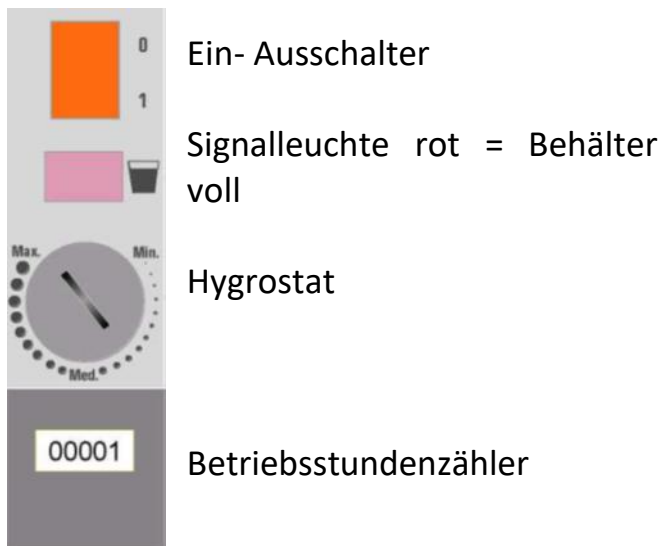 0
Ein- Ausschalter
1
Signalleuchte rot = Behälter
voll
Max. Min.
Hygrostat
Med.
00001
Betriebsstundenzähler